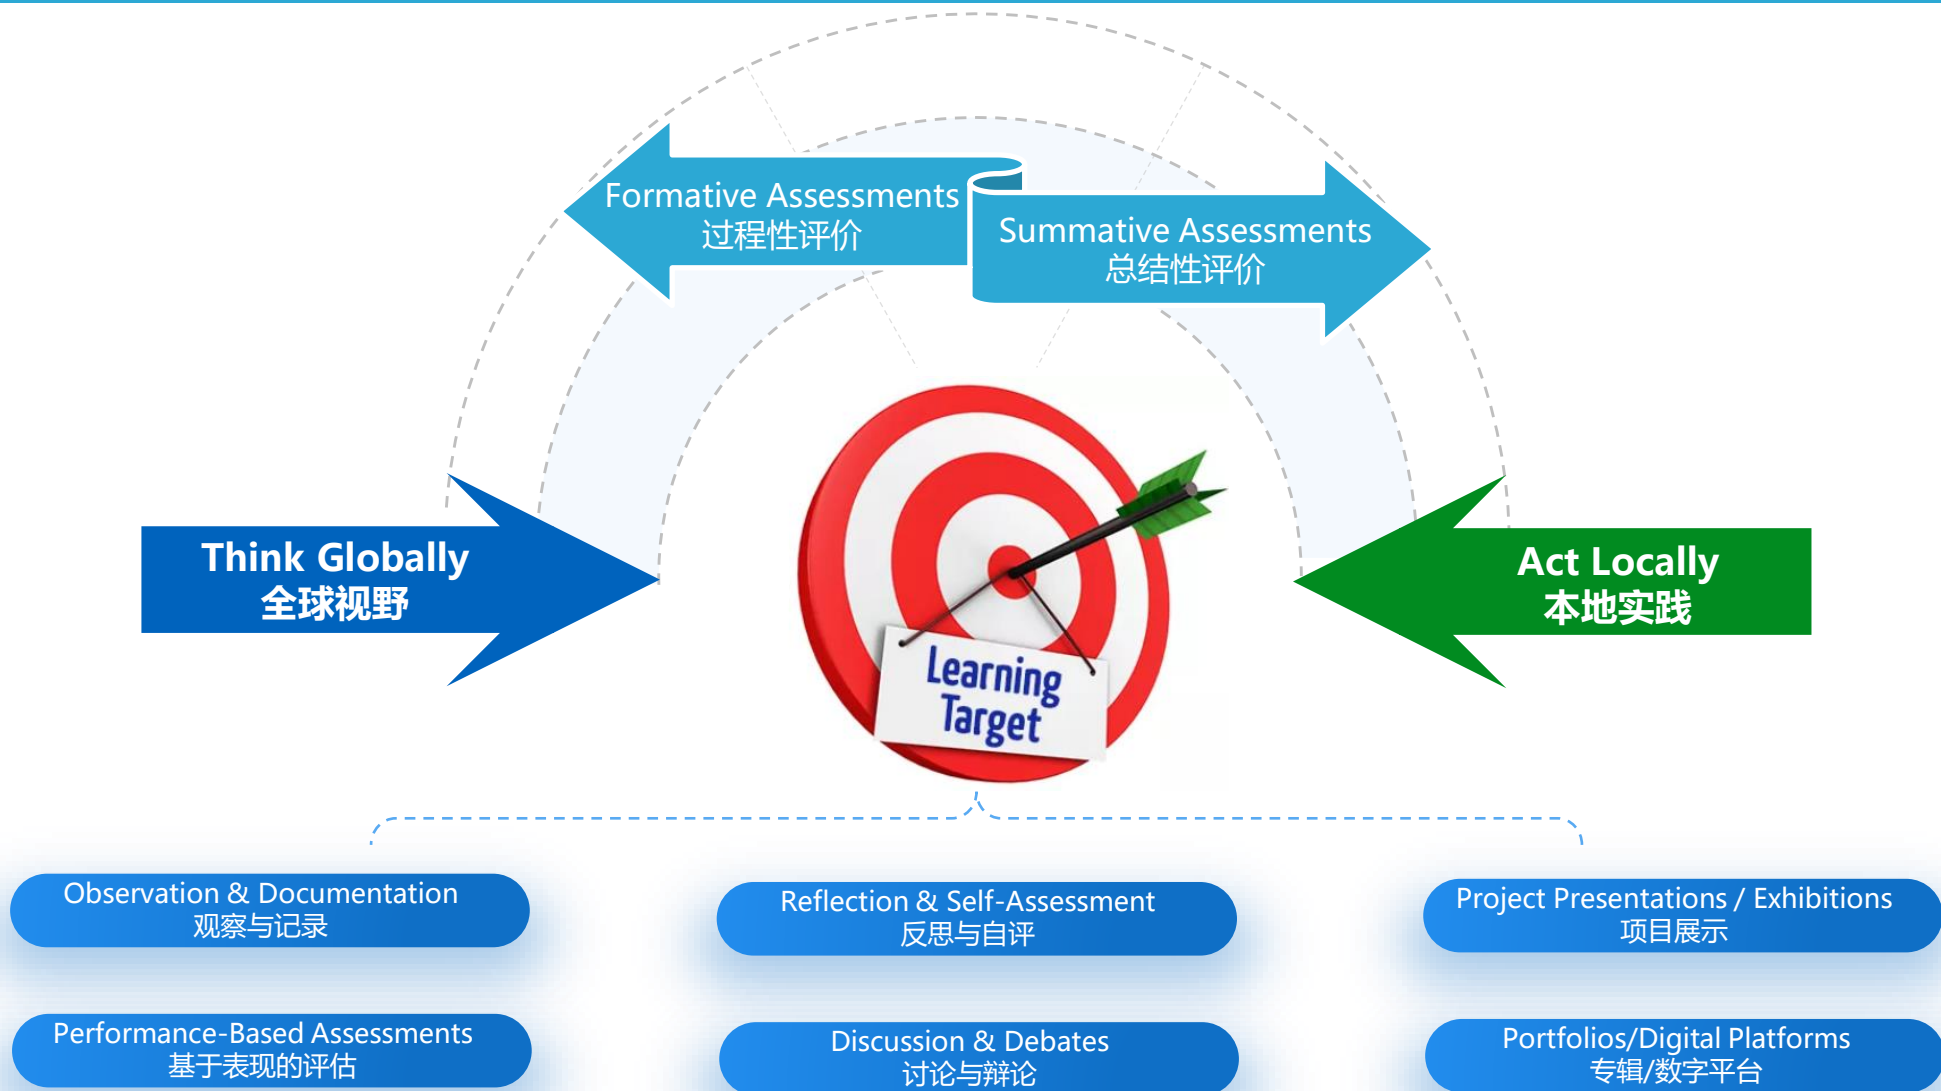 Formative Assessments
过程性评价
Summative Assessments
总结性评价
Think Globally
全球视野
Act Locally
本地实践
Learning
Target
Observation & Documentation
观察与记录
Reflection & Self-Assessment
反思与自评
Project Presentations / Exhibitions
项目展示
Performance-Based Assessments
基于表现的评估
Discussion & Debates
讨论与辩论
Portfolios/Digital Platforms
专辑/数字平台